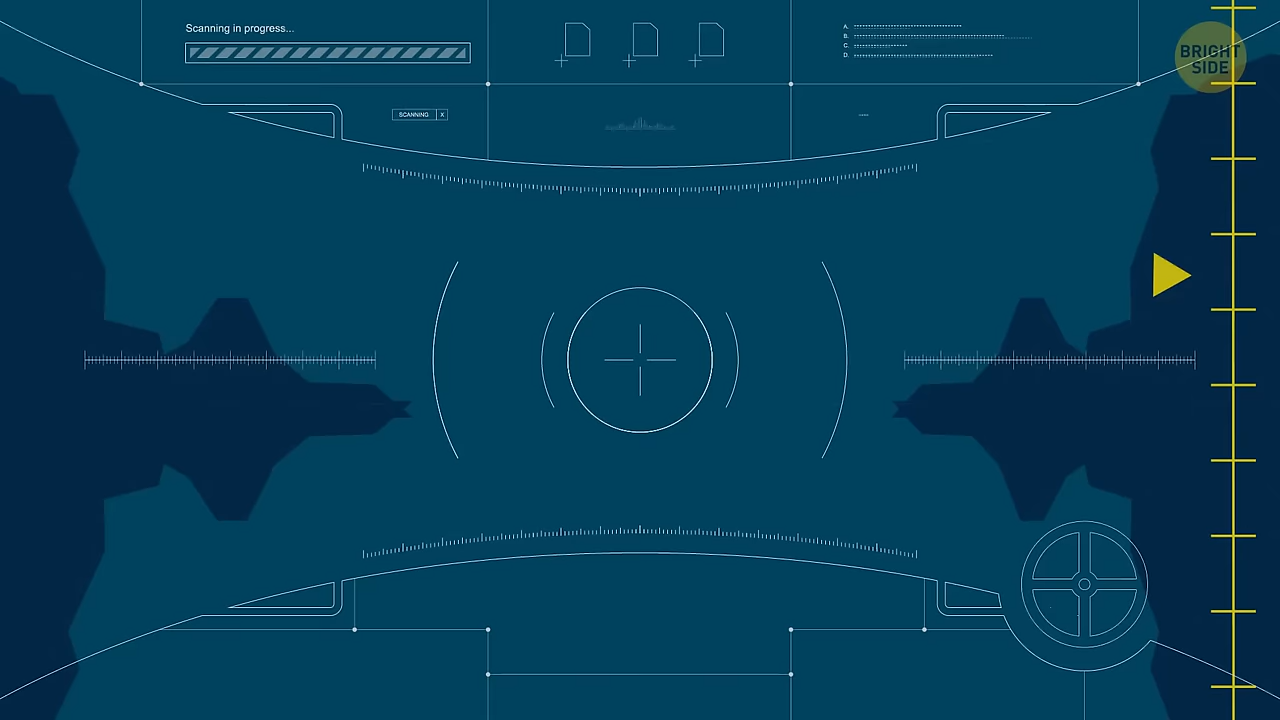 Scanning in progress...
A.
B.
C.
D.
BRIGHT
SIDE
SCANNING X